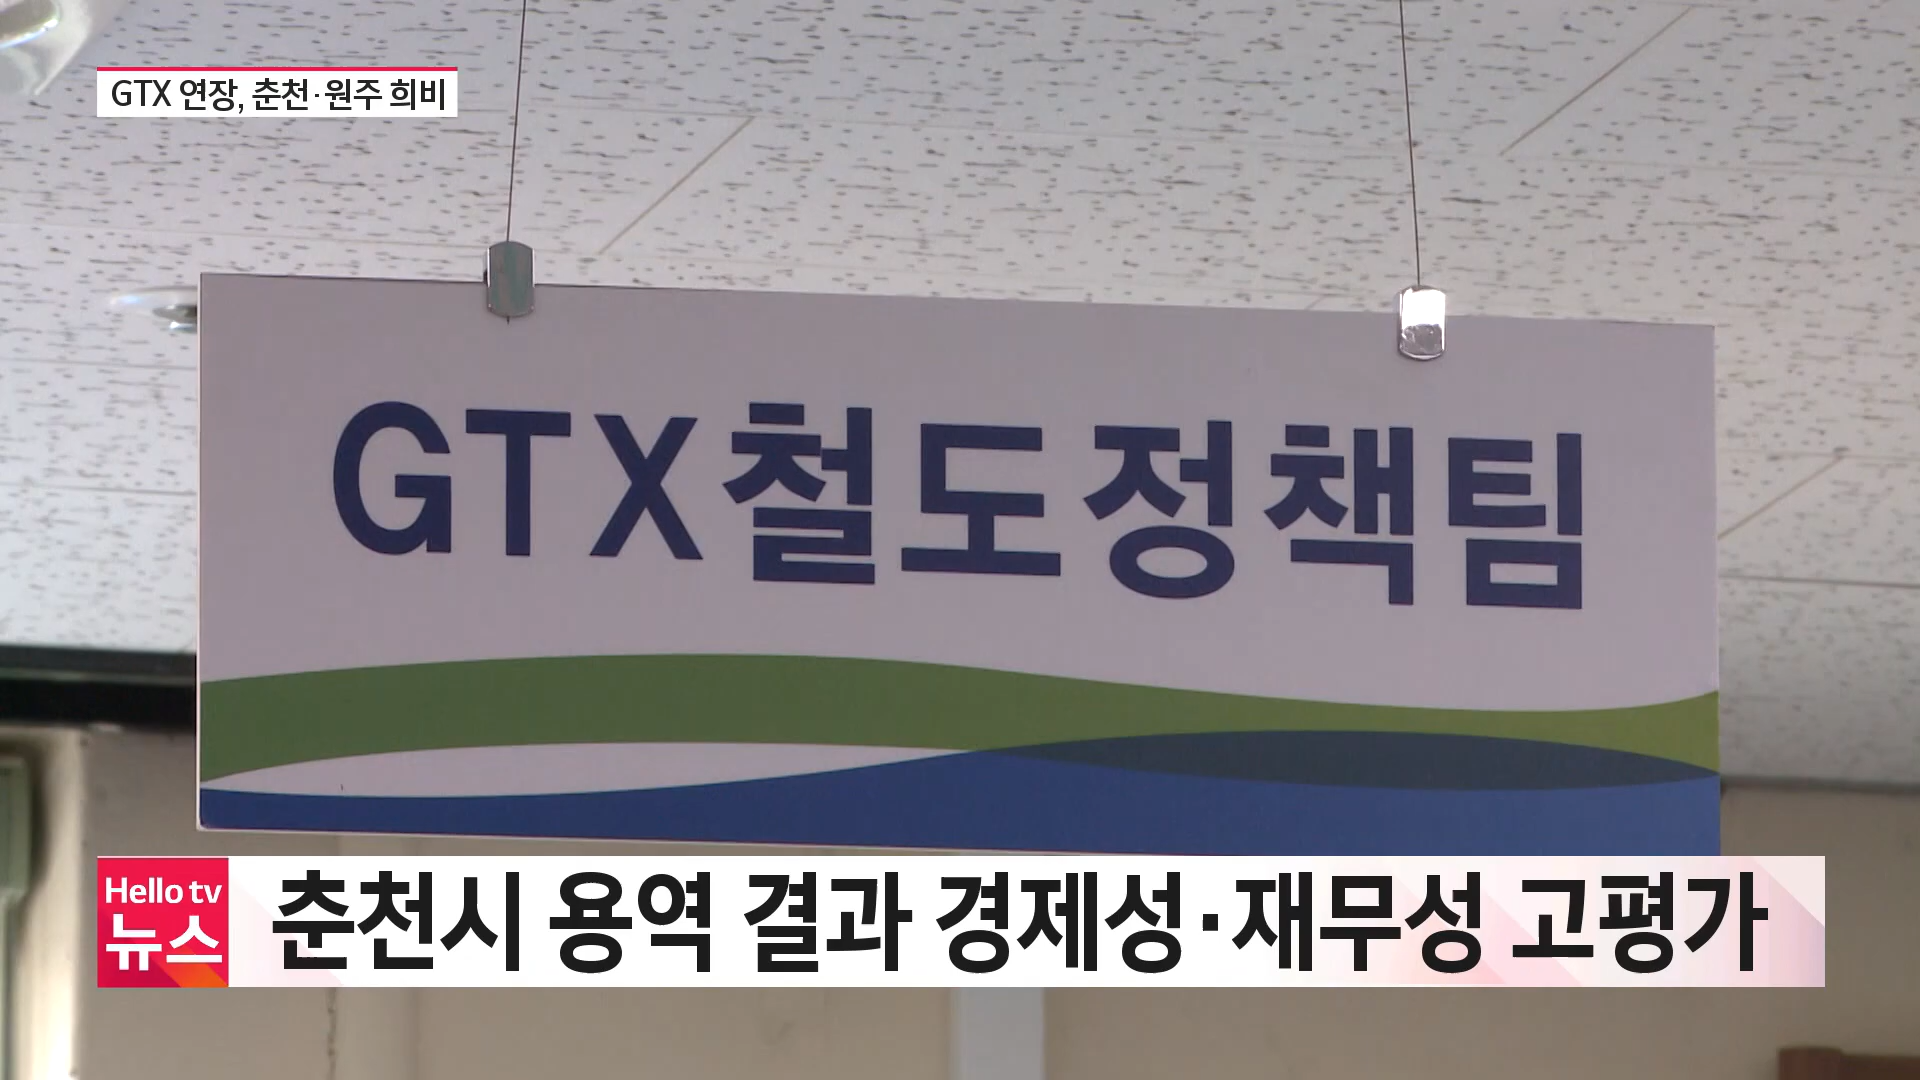 GTX 연장, 춘천·원주 희비
GTX철도정책팀
Hello tv
뉴스
춘천시 용역 결과 경제성·재무성 고평가